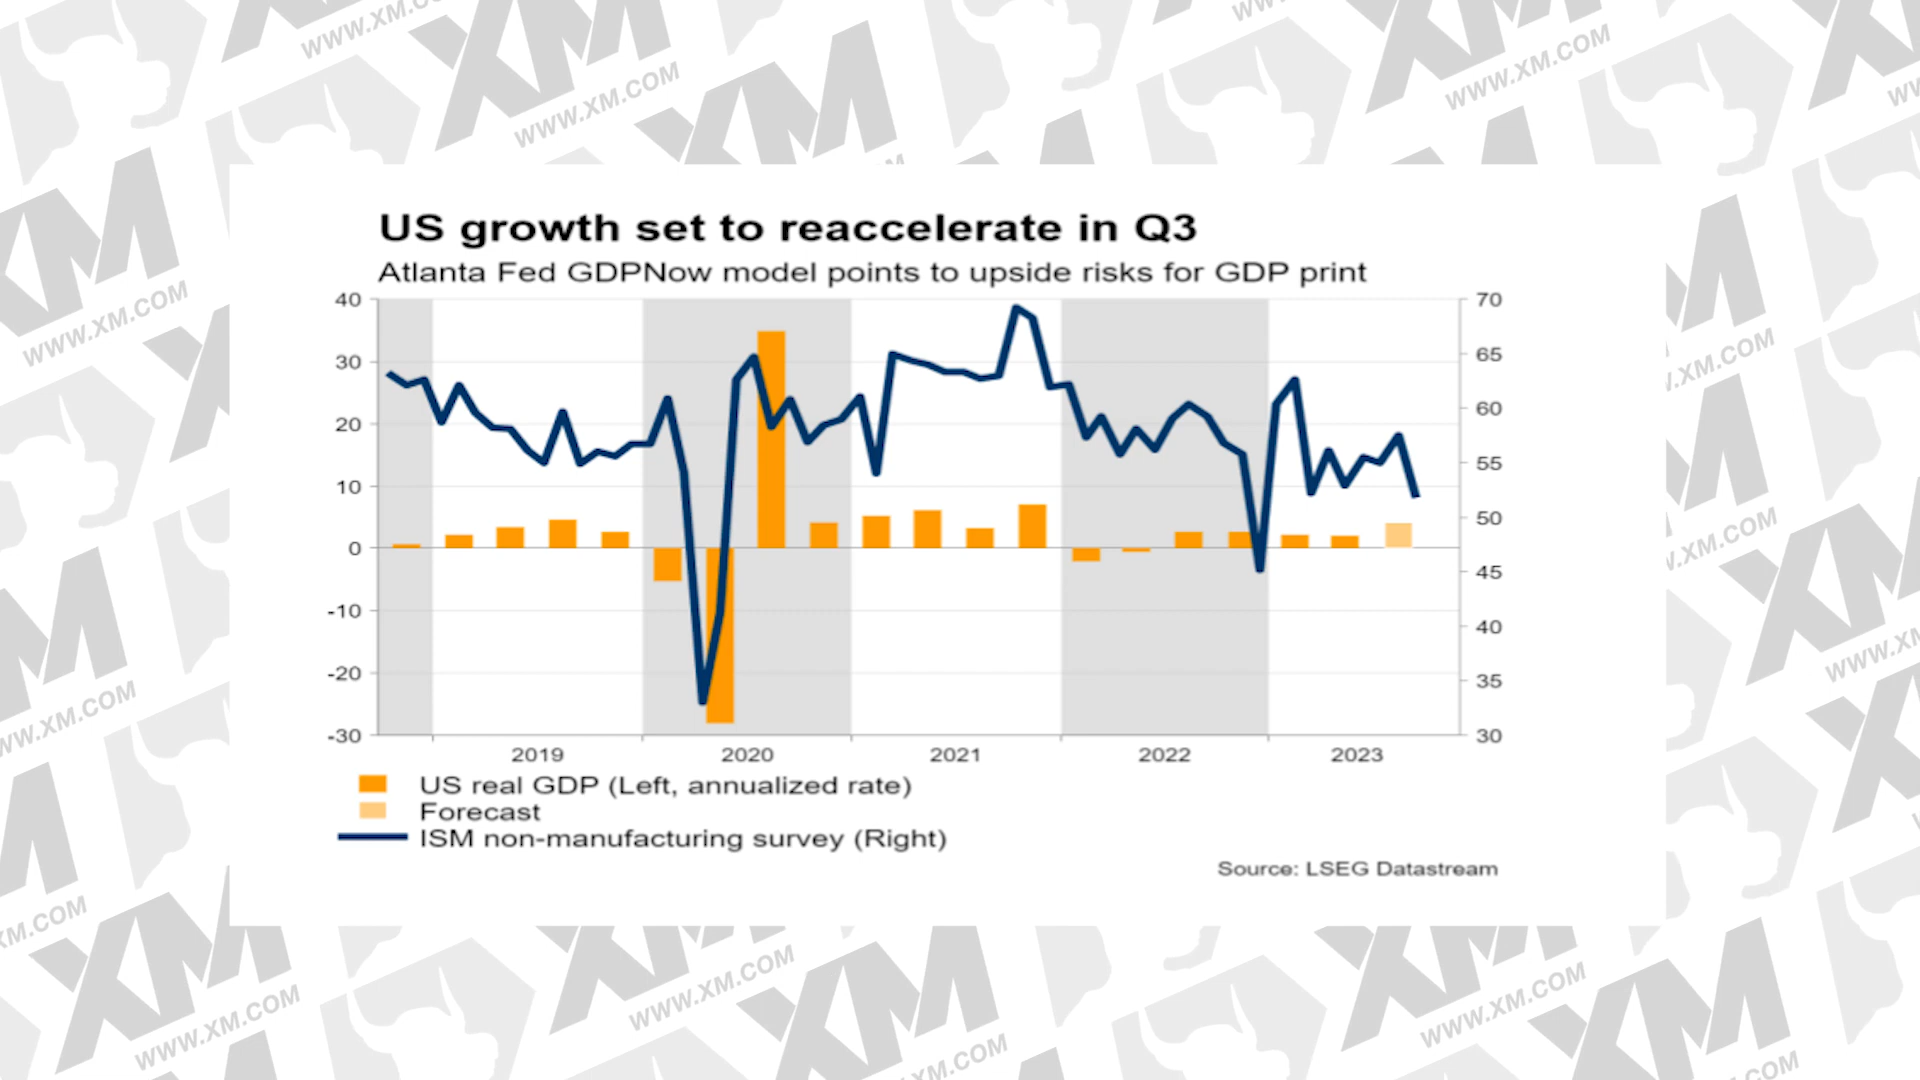 US growth set to reaccelerate in Q3
Atlanta Fed GDPNow model points to upside risks for GDP print
40
30
20
10
0
-10
-20
-30
70
65
60
55
50
45
40
35
30
2019 2020 2021 2022 2023
US real GDP (Left, annualized rate)
Forecast
ISM non-manufacturing survey (Right)
Source: LSEG Datastream
XM
WWW.XM.COM